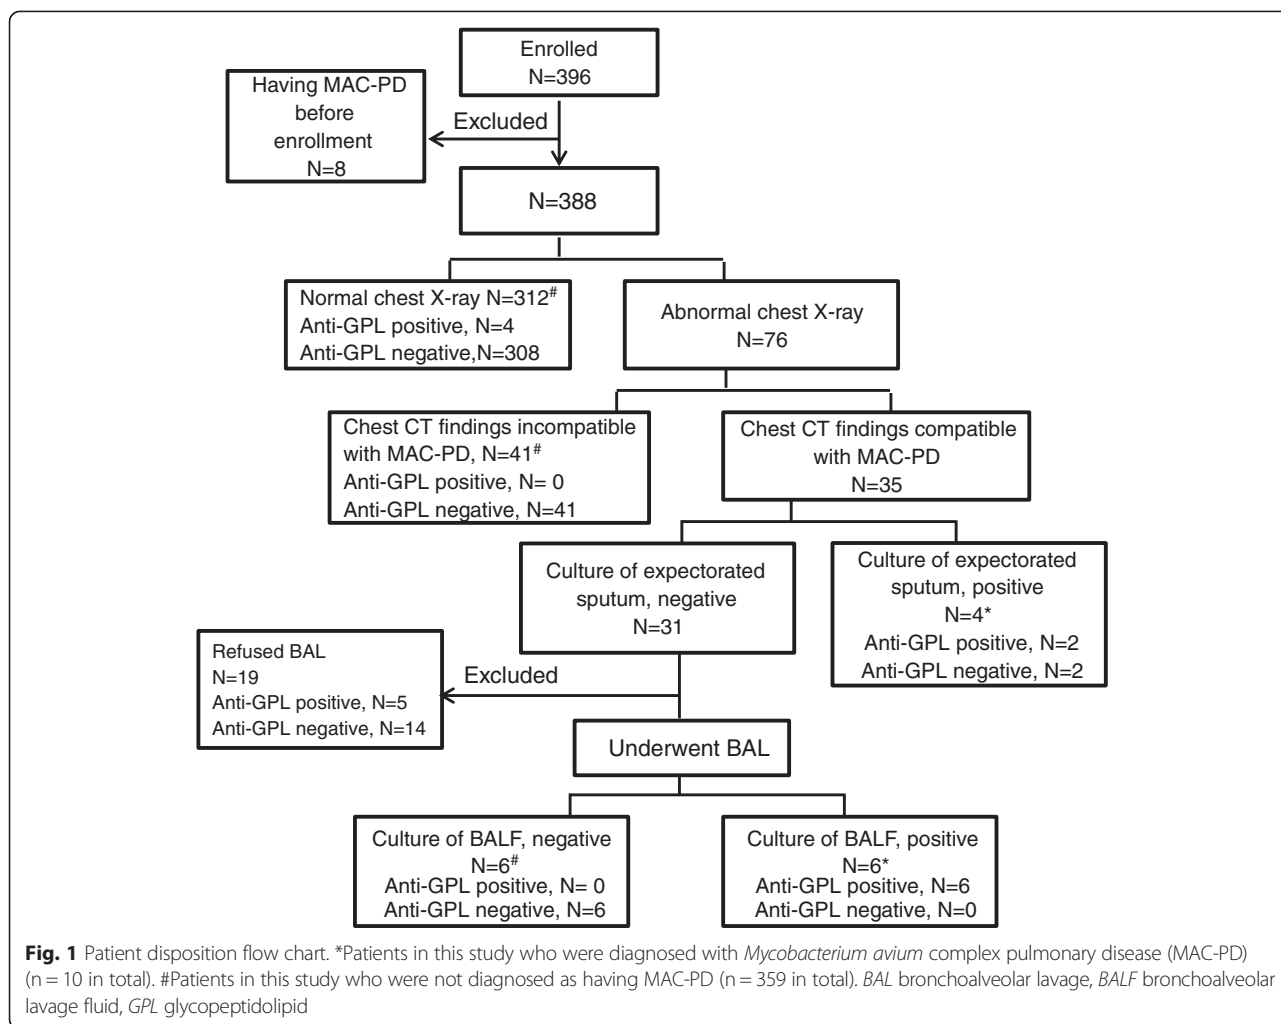 Enrolled
N=396
Having MAC-PD
before
enrollment
N=8
Excluded
N=388
Normal chest X-ray N=312#
Anti-GPL positive, N=4
Anti-GPL negative,N=308
Abnormal chest X-ray
N=76
Chest CT findings incompatible
with MAC-PD, N=41#
Anti-GPL positive, N= 0
Anti-GPL negative, N=41
Chest CT findings compatible
with MAC-PD
N=35
Culture of expectorated
sputum, negative
N=31
Culture of expectorated
sputum, positive
N=4*
Anti-GPL positive, N=2
Anti-GPL negative, N=2
Refused BAL
N=19
Anti-GPL positive, N=5
Anti-GPL negative, N=14
Excluded
Underwent BAL
Culture of BALF, negative
N=6#
Anti-GPL positive, N= 0
Anti-GPL negative, N=6
Culture of BALF, positive
N=6*
Anti-GPL positive, N=6
Anti-GPL negative, N=0
Fig. 1 Patient disposition flow chart. *Patients in this study who were diagnosed with Mycobacterium avium complex pulmonary disease (MAC-PD)
(n = 10 in total). #Patients in this study who were not diagnosed as having MAC-PD (n = 359 in total). BAL bronchoalveolar lavage, BALF bronchoalveolar
lavage fluid, GPL glycopeptidolipid